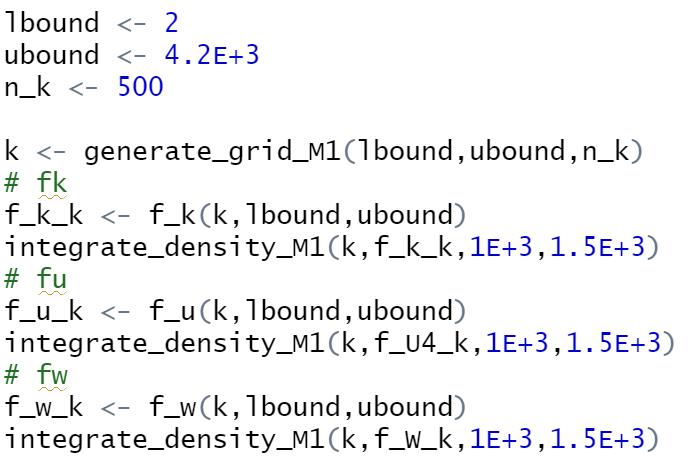 lbound <- 2
ubound <- 4.2E+3
n_k <- 500
k <- generate_grid_M1(lbound,ubound,n_k)
# fk
f_k_k <- f_k(k,lbound,ubound)
integrate_density_M1(k,f_k_k,1E+3,1.5E+3)
# fu
f_u_k <- f_u(k,lbound,ubound)
integrate_density_M1(k,f_U4_k,1E+3,1.5E+3)
# fw
f_w_k <- f_w(k,lbound,ubound)
integrate_density_M1(k,f_W_k,1E+3,1.5E+3)